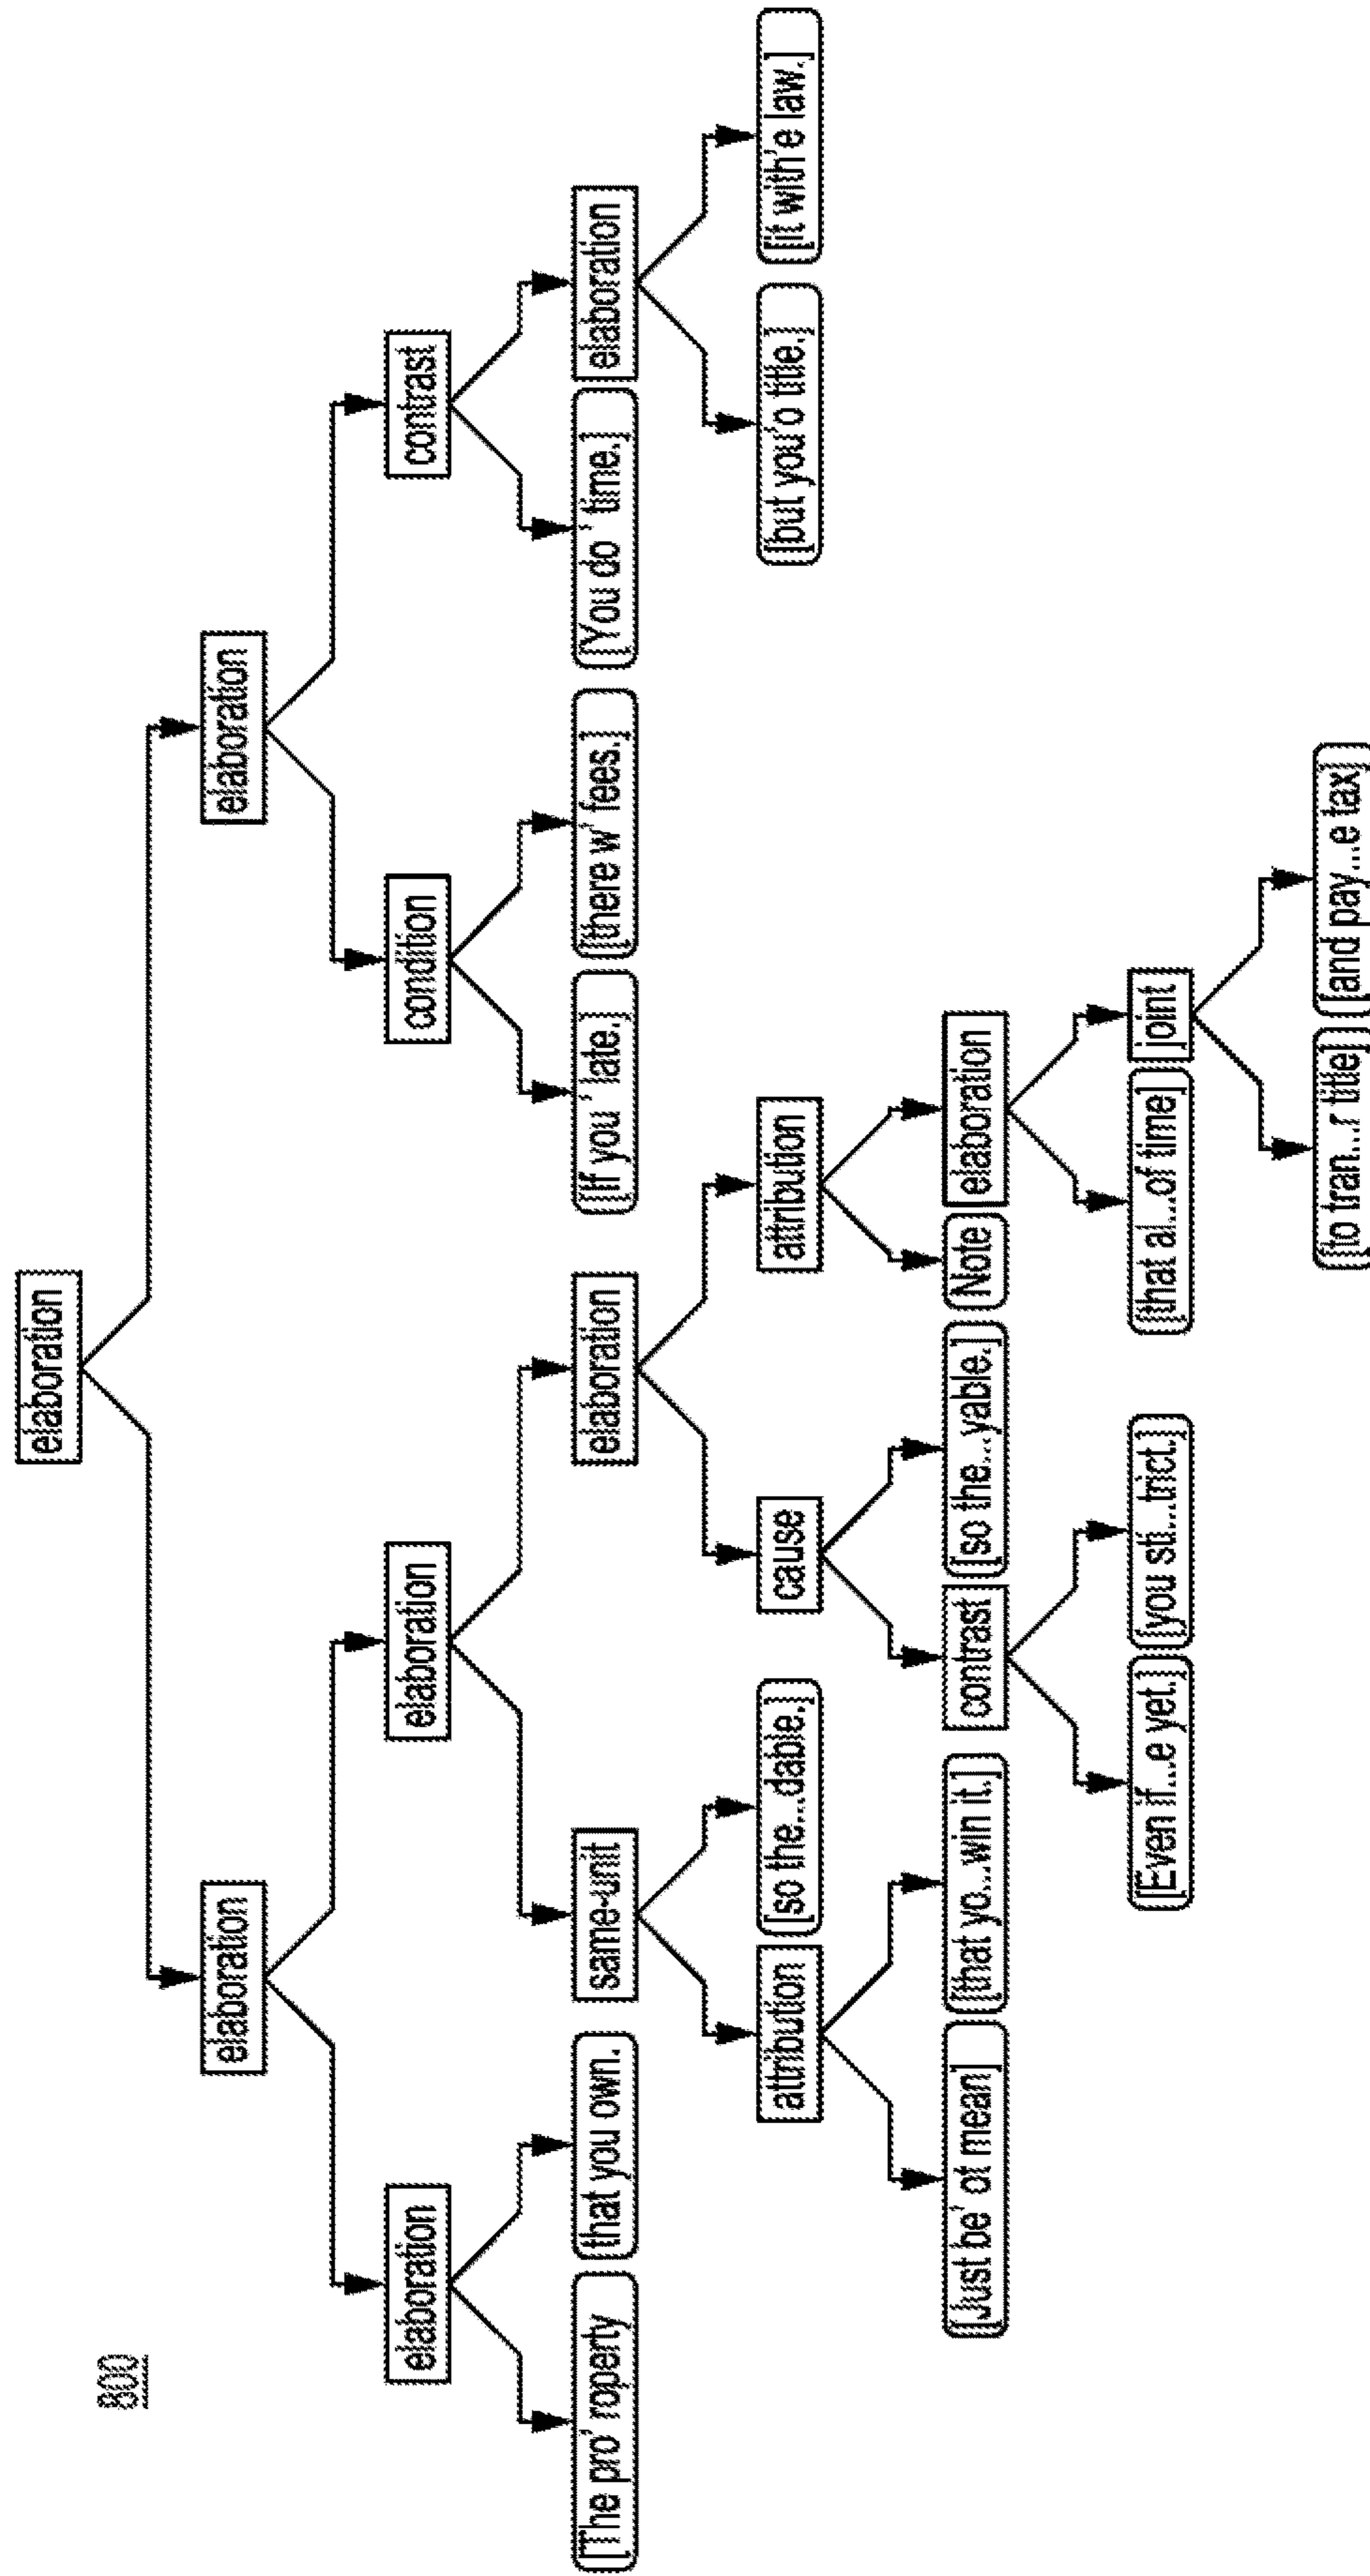 800
elaboration
elaboration
elaboration
elaboration
elaboration
condition
contrast
[The pro' roperty
that you own.
same-unit
elaboration
[If you ' late.]
[there w' fees.]
[You do ' time.]
elaboration
attribution
[so the...dable.]
cause
attribution
[but you'o title.]
[it with'e law.]
[Just be' ot mean]
[that yo...win it.]
contrast
[so the...yable.]
[Note]
elaboration
[Even if...e yet.]
[you sti...trict.]
[that al...of time]
joint
[to tran...r title]
[and pay...e tax]